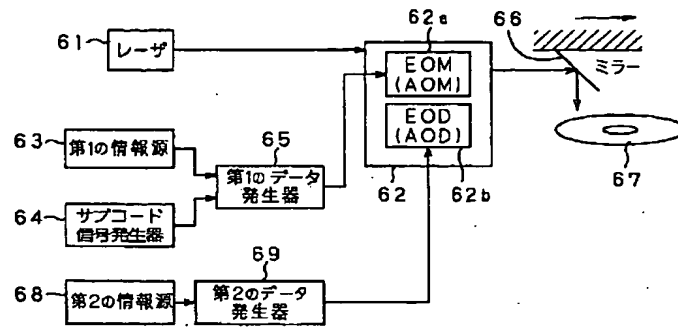 61
レーザ
62a
EOM
(AOM)
66
ミラー
EOD
(AOD)
62
62b
67
63
第1の情報源
65
第1のデータ
発生器
64
サブコード
信号発生器
69
68
第2の情報源
第2のデータ
発生器